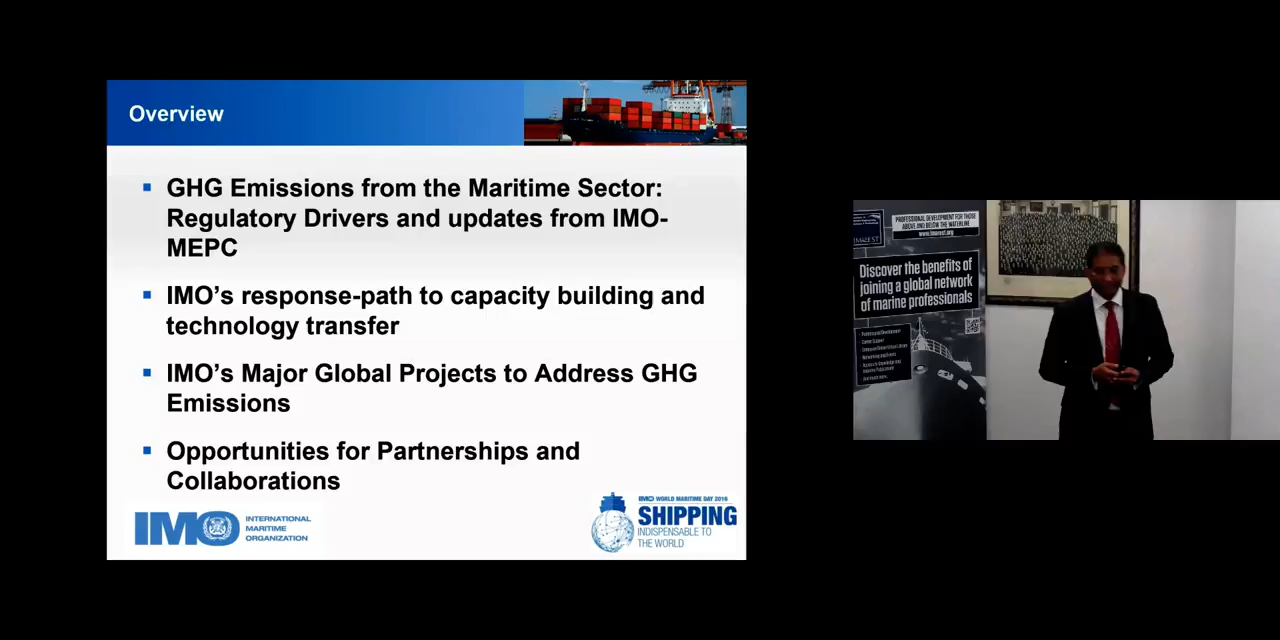 Overview
GHG Emissions from the Maritime Sector:
Regulatory Drivers and updates from IMO-
MEPC
IMO's response-path to capacity building and
technology transfer
IMO's Major Global Projects to Address GHG
Emissions
Opportunities for Partnerships and
Collaborations
IMO
INTERNATIONAL
MARITIME
ORGANIZATION
IMO WORLD MARITIME DAY 2016
SHIPPING
INDISPENSABLE TO
THE WORLD
PROFESSIONAL DEVELOPMENT FOR THOSE
ABOVE AND BELOW THE WATERLINE
www.imarest.org
Discover the benefits of
joining a global network
of marine professionals